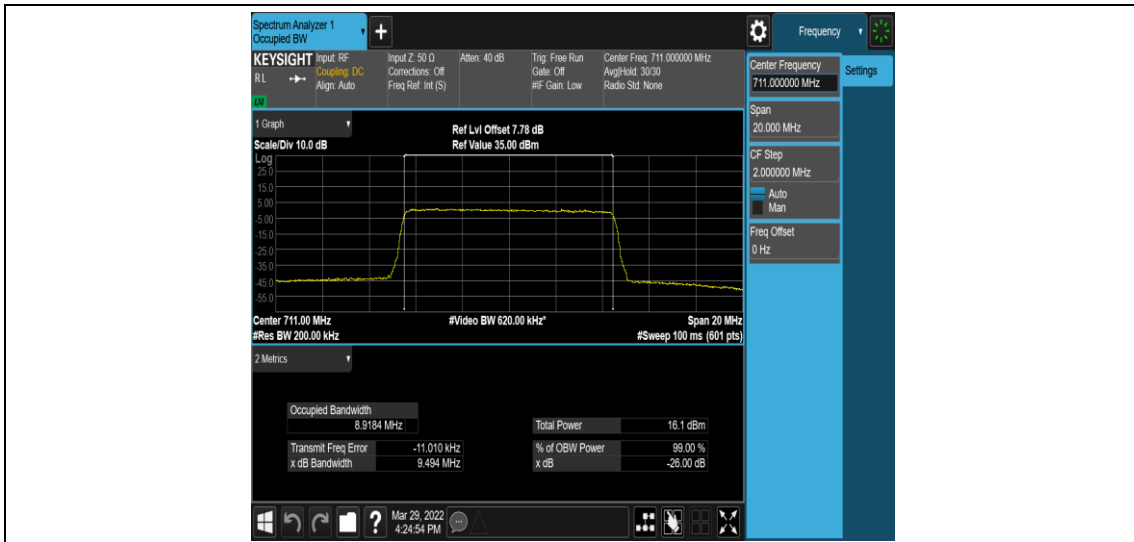 Spectrum Analyzer 1
Occupied BW
Frequency
KEYSIGHT
RL
LXI
Input: RF
Coupling: DC
Align: Auto
Input Z: 50 Ω
Corrections: Off
Freq Ref: Int (S)
Atten: 40 dB
Trig: Free Run
Gate: Off
#IF Gain: Low
Center Freq: 711.000000 MHz
Avg|Hold: 30/30
Radio Std: None
Center Frequency
711.000000 MHz
Settings
Span
20.000 MHz
CF Step
2.000000 MHz
Auto
Man
Freq Offset
0 Hz
1 Graph
Scale/Div 10.0 dB
Ref Lvl Offset 7.78 dB
Ref Value 35.00 dBm
Log
25.0
15.0
5.00
-5.00
-15.0
-25.0
-35.0
-45.0
-55.0
Center 711.00 MHz
#Video BW 620.00 kHz*
Span 20 MHz
#Res BW 200.00 kHz
#Sweep 100 ms (601 pts)
2 Metrics
Occupied Bandwidth
8.9184 MHz
Total Power 16.1 dBm
Transmit Freq Error -11.010 kHz
% of OBW Power 99.00 %
x dB Bandwidth 9.494 MHz
x dB -26.00 dB
?
Mar 29, 2022
4:24:54 PM